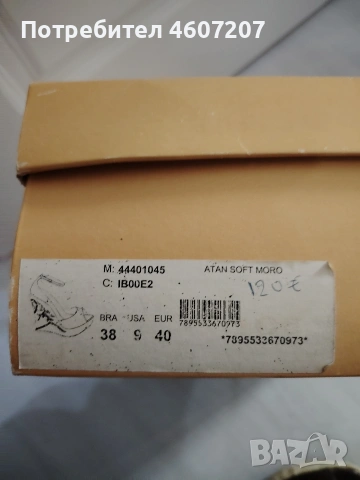 Потребител 4607207
M: 44401045 ATAN SOFT MORO
C: IB00E2 120€
BRA USA EUR
38 9 40
7895533670973
*7895533670973*
BAZAR